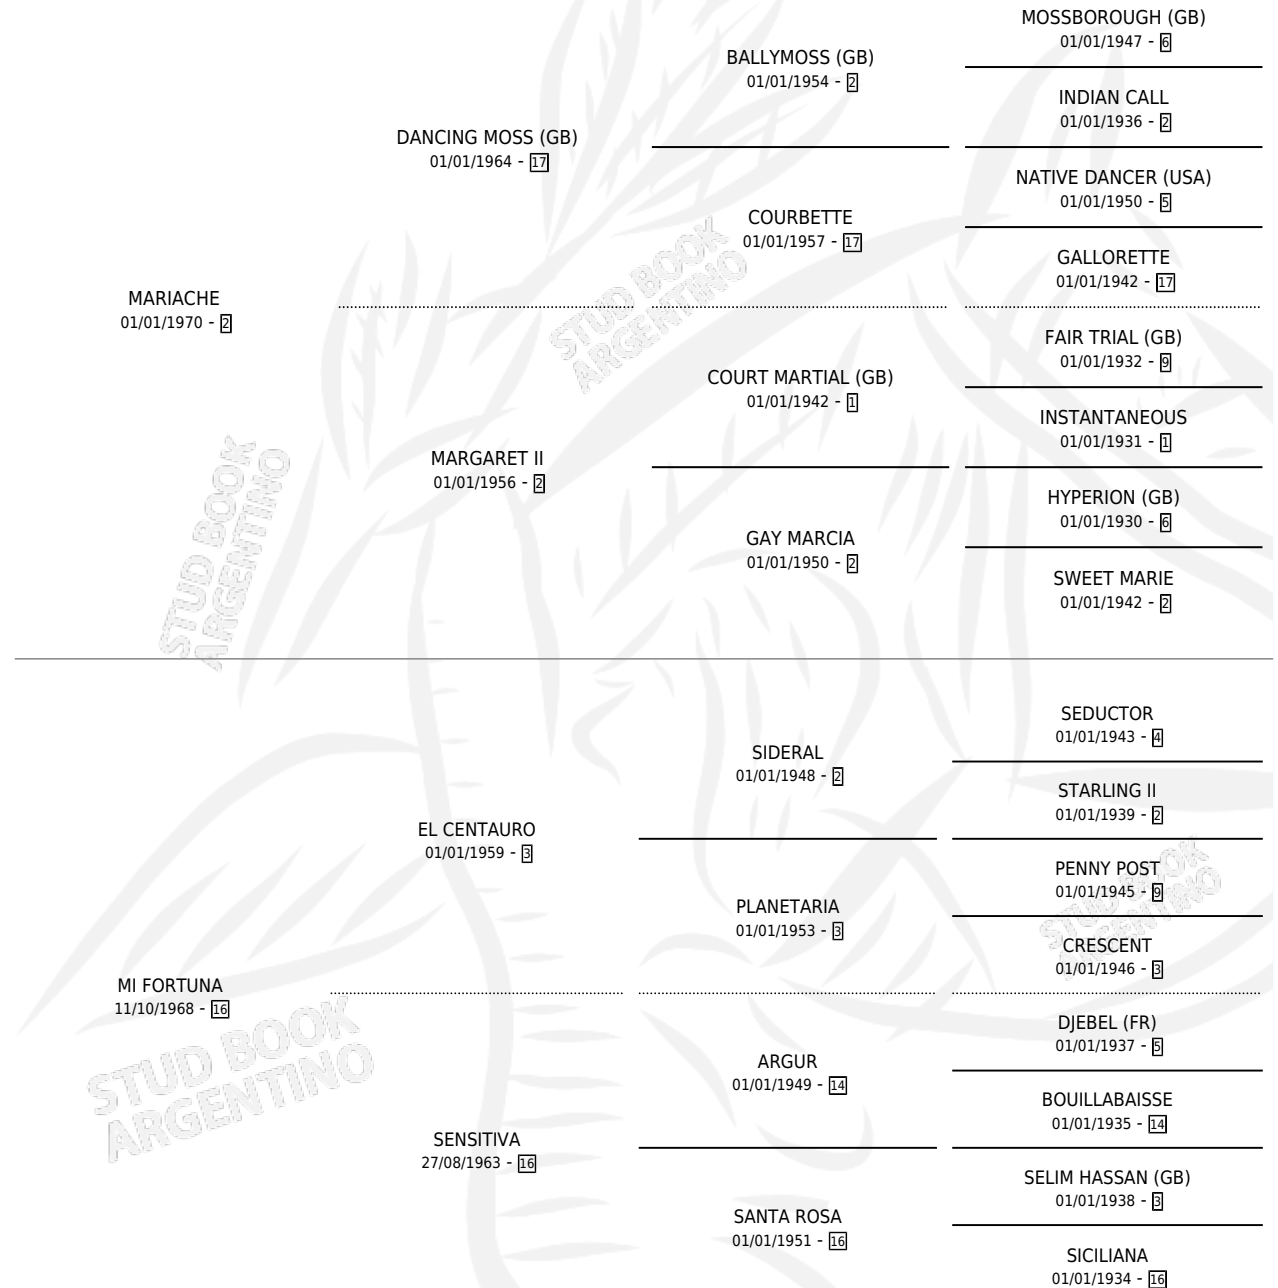 MOSSBOROUGH (GB)
01/01/1947 - 6
BALLYMOSS (GB)
01/01/1954 - 2
INDIAN CALL
01/01/1936 - 2
DANCING MOSS (GB)
01/01/1964 - 17
NATIVE DANCER (USA)
01/01/1950 - 5
COURBETTE
01/01/1957 - 17
GALLORETTE
01/01/1942 - 17
MARIACHE
01/01/1970 - 2
FAIR TRIAL (GB)
01/01/1932 - 9
COURT MARTIAL (GB)
01/01/1942 - 1
INSTANTANEOUS
01/01/1931 - 1
MARGARET II
01/01/1956 - 2
HYPERION (GB)
01/01/1930 - 6
GAY MARCIA
01/01/1950 - 2
SWEET MARIE
01/01/1942 - 2
STUD BOOK
ARGENTINO
STUD BOOK
ARGENTINO
SEDUCTOR
01/01/1943 - 4
SIDERAL
01/01/1948 - 2
STARLING II
01/01/1939 - 2
EL CENTAURO
01/01/1959 - 3
PENNY POST
01/01/1945 - 9
PLANETARIA
01/01/1953 - 3
CRESCENT
01/01/1946 - 3
MI FORTUNA
11/10/1968 - 16
DJEBEL (FR)
01/01/1937 - 5
ARGUR
01/01/1949 - 14
BOUILLABAISSE
01/01/1935 - 14
SENSITIVA
27/08/1963 - 16
SELIM HASSAN (GB)
01/01/1938 - 3
SANTA ROSA
01/01/1951 - 16
SICILIANA
01/01/1934 - 16
STUD BOOK
ARGENTINO
STUD BOOK
ARGENTINO